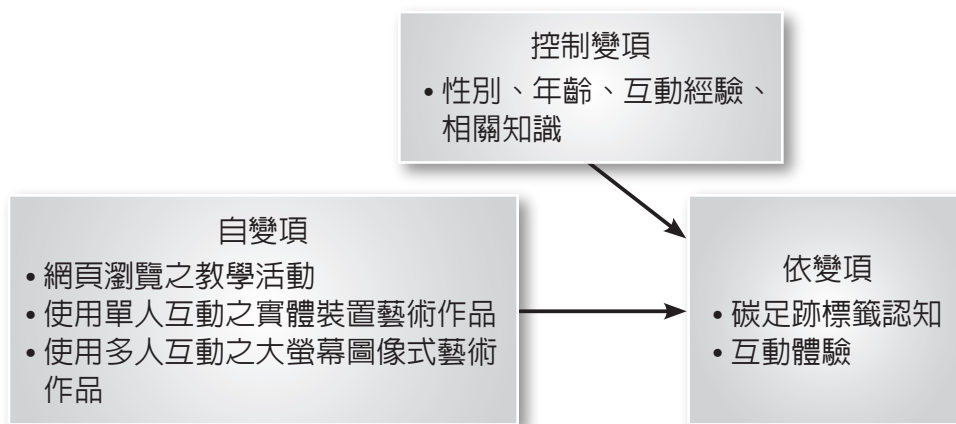 控制變項
•性別、年齡、互動經驗、
相關知識
自變項
•網頁瀏覽之教學活動
•使用單人互動之實體裝置藝術作品
•使用多人互動之大螢幕圖像式藝術
作品
依變項
•碳足跡標籤認知
•互動體驗